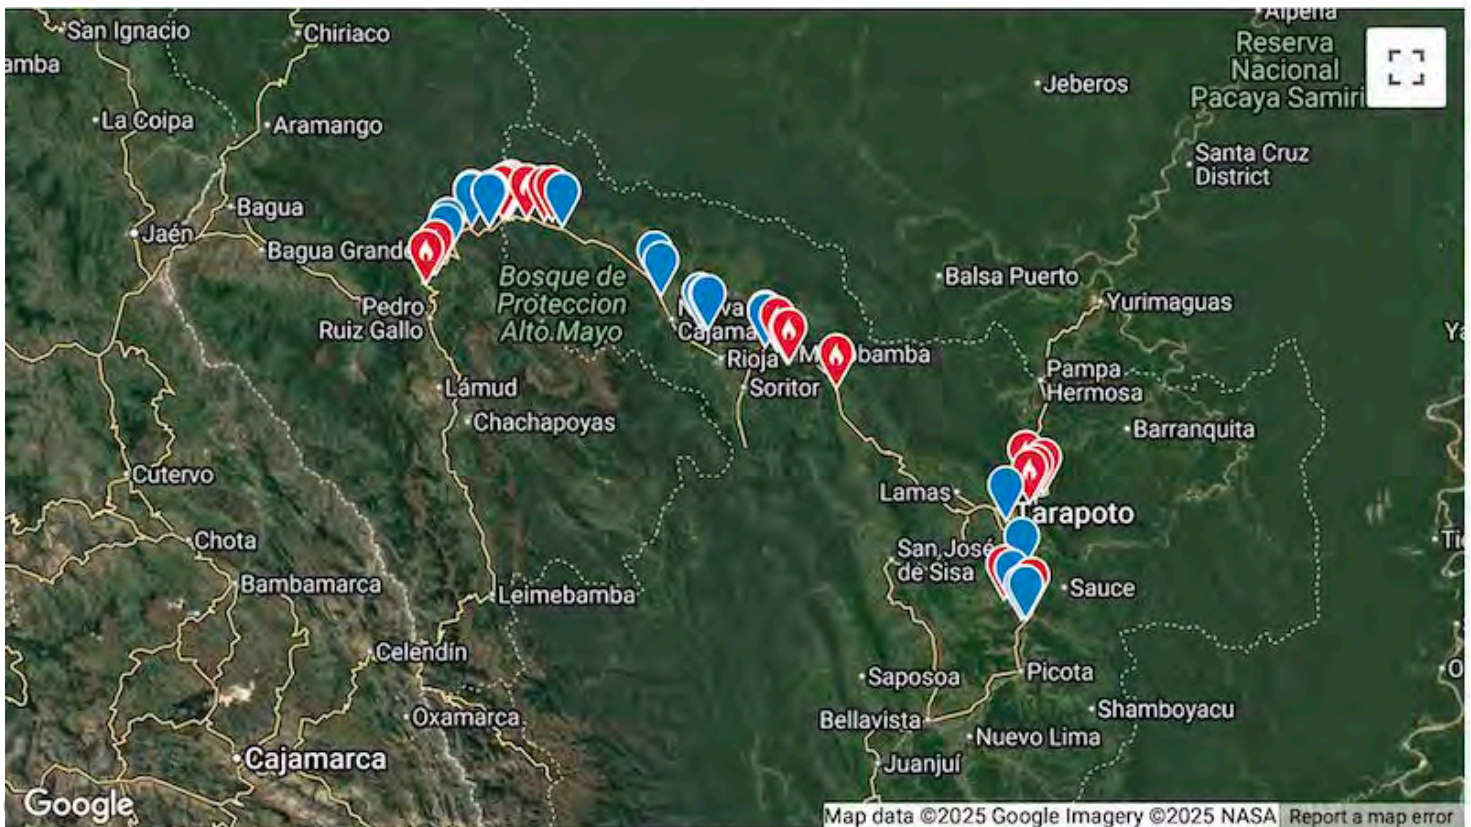 Alpena
San Ignacio
Chiriaco
Reserva
Nacional
Pacaya Samiri
amba
Jeberos
La Coipa
Aramango
Santa Cruz
District
Bagua
Jaén
Bagua Grande
Bosque de
Proteccion
Alto Mayo
Balsa Puerto
Pedro
Ruiz Gallo
Yurimaguas
Cajama
Rioja
bamba
Soritor
Pampa
Hermosa
Lámud
Chachapoyas
Barranquita
Cutervo
Lamas
Tarapoto
Chota
San José
de Sisa
Bambamarca
Leimebamba
Sauce
Celendín
Saposoa
Picota
Oxamarca
Bellavista
Shamboyacu
Nuevo Lima
Cajamarca
Juanjuí
Google
Map data ©2025 Google Imagery ©2025 NASA
Report a map error